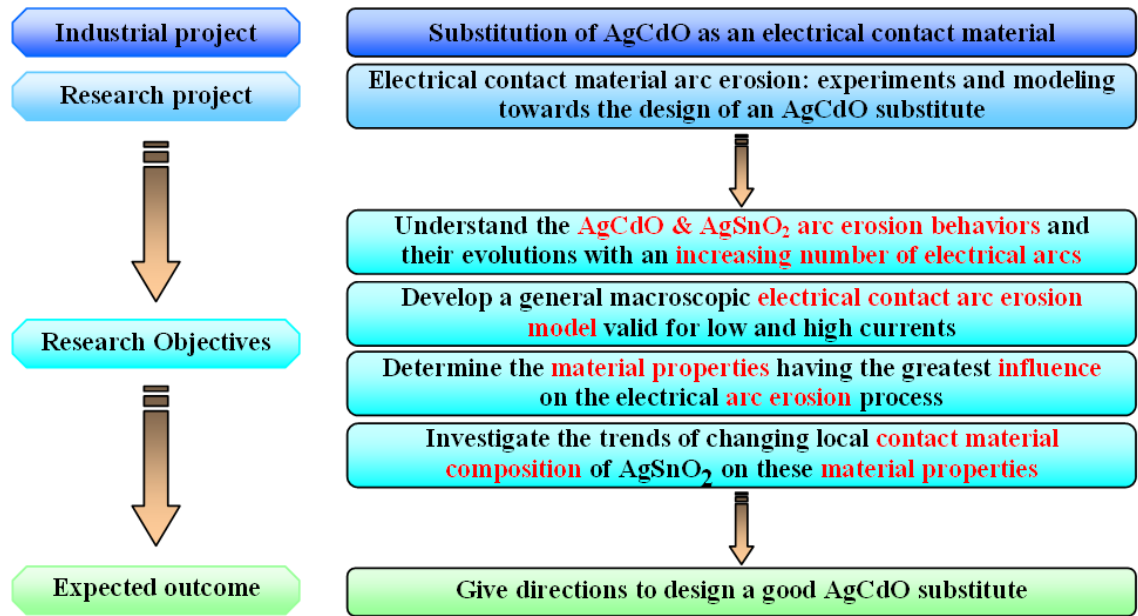 Industrial project
Substitution of AgCdO as an electrical contact material
Research project
Electrical contact material arc erosion: experiments and modeling
towards the design of an AgCdO substitute
Understand the AgCdO & AgSnO₂ arc erosion behaviors and
their evolutions with an increasing number of electrical arcs
Research Objectives
Develop a general macroscopic electrical contact arc erosion
model valid for low and high currents
Determine the material properties having the greatest influence
on the electrical arc erosion process
Investigate the trends of changing local contact material
composition of AgSnO₂ on these material properties
Expected outcome
Give directions to design a good AgCdO substitute